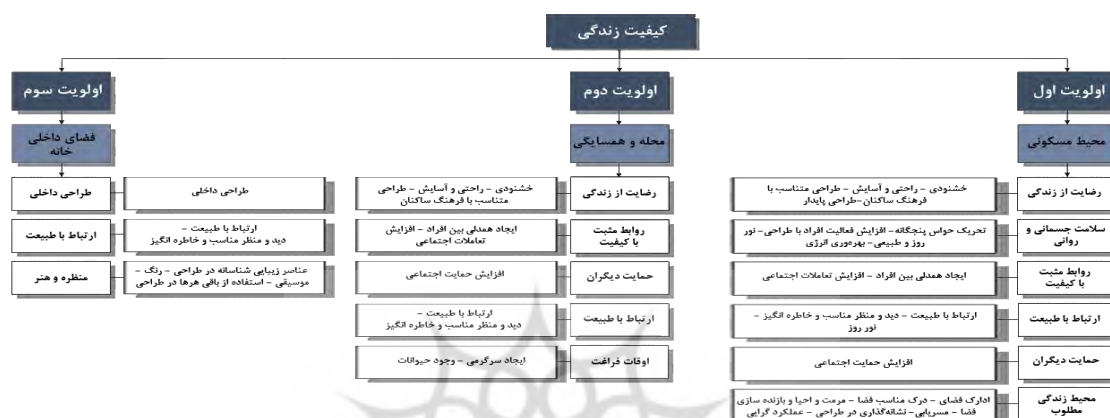 کیفیت زندگی
اولویت اول
اولویت دوم
اولویت سوم
محیط مسکونی
محله و همسایگی
فضای داخلی
خانه
رضایت از زندگی
خشنودی - راحتی و آسایش - طراحی متناسب با
فرهنگ ساکنان-طراحی پایدار
سلامت جسمانی و
روانی
تحریک حواس پنجگانه- افزایش فعالیت افراد با طراحی- نور
روز و طبیعی- بهره‌وری انرژی
روابط مثبت
با کیفیت
ایجاد همدلی بین افراد - افزایش تعاملات اجتماعی
ارتباط با طبیعت
ارتباط با طبیعت - دید و منظر مناسب و خاطره انگیز -
نور روز
حمایت دیگران
افزایش حمایت اجتماعی
محیط زندگی
مطلوب
ادارک فضای - درک مناسب فضا - مرمت و احیا و بازنده سازی
فضا - مسریابی- نشانه‌گذاری در طراحی - عملکرد گرایی
رضایت از زندگی
خشنودی - راحتی و آسایش - طراحی
متناسب با فرهنگ ساکنان
روابط مثبت
با کیفیت
ایجاد همدلی بین افراد - افزایش
تعاملات اجتماعی
حمایت دیگران
افزایش حمایت اجتماعی
ارتباط با طبیعت
ارتباط با طبیعت -
دید و منظر مناسب و خاطره انگیز
اوقات فراغت
ایجاد سرگرمی - وجود حیوانات
طراحی داخلی
طراحی داخلی
ارتباط با طبیعت
ارتباط با طبیعت -
دید و منظر مناسب و خاطره انگیز
منظره و هنر
عناصر زیبایی شناسانه در طراحی - رنگ -
موسیقی - استفاده از باقی هرها در طراحی